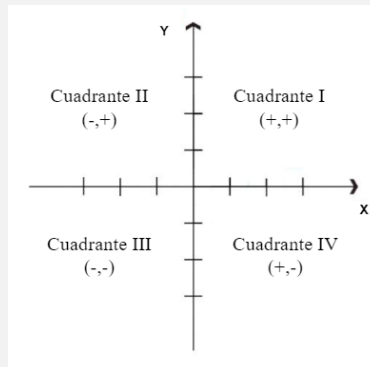 Y
Cuadrante II
(-,+)
Cuadrante I
(+,+)
X
Cuadrante III
(-,-)
Cuadrante IV
(+,-)